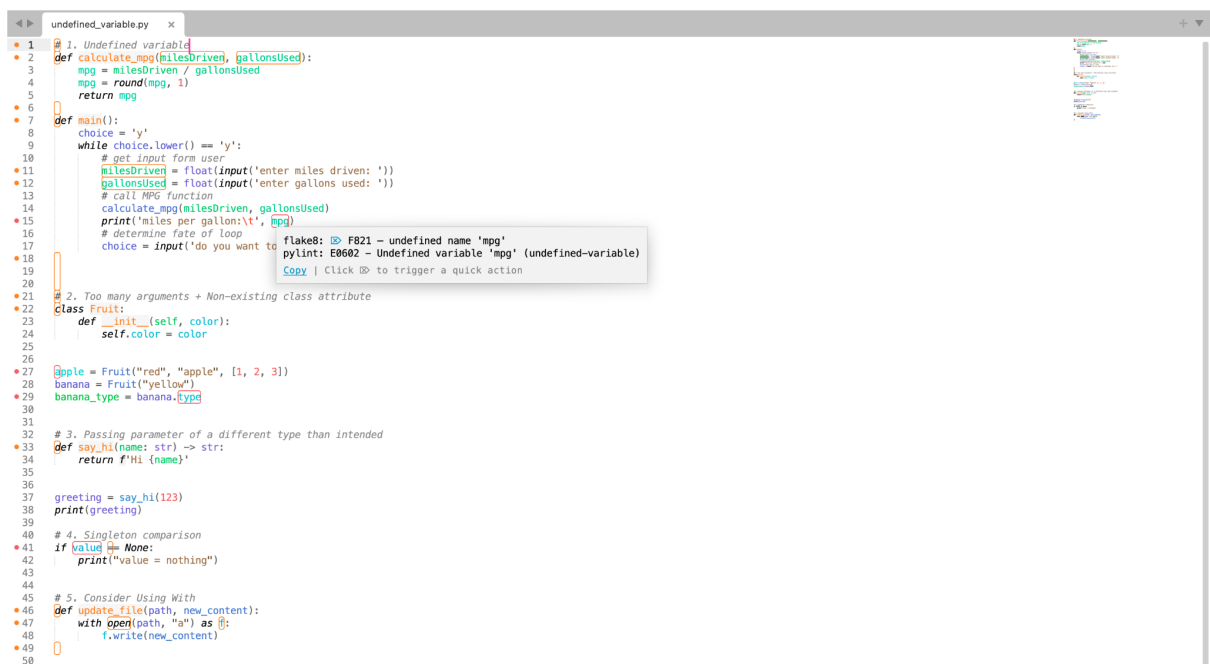 undefined_variable.py ×
1 # 1. Undefined variable
2 def calculate_mpg(milesDriven, gallonsUsed):
3 mpg = milesDriven / gallonsUsed
4 mpg = round(mpg, 1)
5 return mpg
6
7 def main():
8 choice = 'y'
9 while choice.lower() == 'y':
10 # get input form user
11 milesDriven = float(input('enter miles driven: '))
12 gallonsUsed = float(input('enter gallons used: '))
13 # call MPG function
14 calculate_mpg(milesDriven, gallonsUsed)
15 print('miles per gallon:\t', mpg)
16 # determine fate of loop
17 choice = input('do you want to
flake8: F821 – undefined name 'mpg'
pylint: E0602 – Undefined variable 'mpg' (undefined-variable)
Copy | Click to trigger a quick action
18
19
20
21 # 2. Too many arguments + Non-existing class attribute
22 class Fruit:
23 def __init__(self, color):
24 self.color = color
25
26
27 apple = Fruit("red", "apple", [1, 2, 3])
28 banana = Fruit("yellow")
29 banana_type = banana.type
30
31
32 # 3. Passing parameter of a different type than intended
33 def say_hi(name: str) -> str:
34 return f'Hi {name}'
35
36
37 greeting = say_hi(123)
38 print(greeting)
39
40 # 4. Singleton comparison
41 if value == None:
42 print("value = nothing")
43
44
45 # 5. Consider Using With
46 def update_file(path, new_content):
47 with open(path, "a") as f:
48 f.write(new_content)
49
50